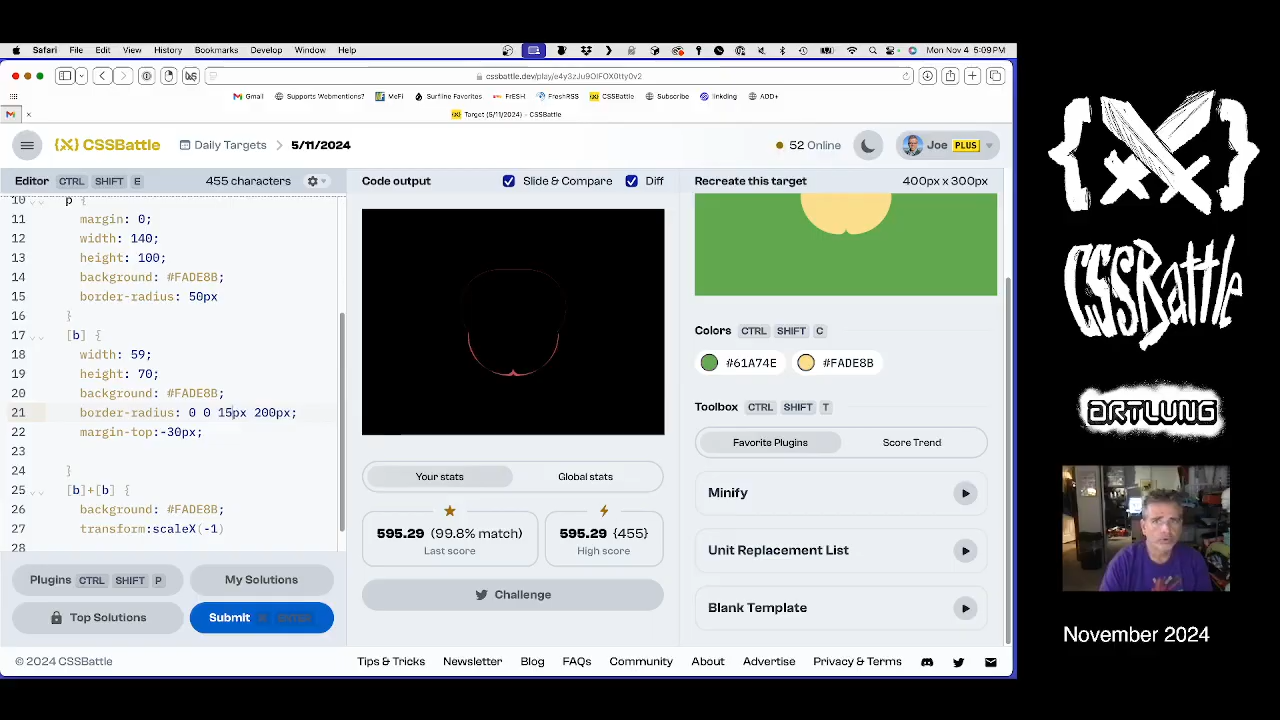 Safari File Edit View History Bookmarks Develop Window Help
Mon Nov 4 5:09 PM
cssbattle.dev/play/e4y3zJu9OIFOX0tty0v2
Gmail Supports Webmentions? MeFi Surfline Favorites FrESH FreshRSS CSSBattle Subscribe linkding ADD+
Target (5/11/2024) - CSSBattle
{X} CSSBattle Daily Targets > 5/11/2024
52 Online
Joe PLUS
Editor CTRL SHIFT E 455 characters
Code output Slide & Compare Diff
Recreate this target 400px x 300px
10 p {
11 margin: 0;
12 width: 140;
13 height: 100;
14 background: #FADE8B;
15 border-radius: 50px
16 }
17 [b] {
18 width: 59;
19 height: 70;
20 background: #FADE8B;
21 border-radius: 0 0 15px 200px;
22 margin-top:-30px;
23
24 }
25 [b]+[b] {
26 background: #FADE8B;
27 transform:scaleX(-1)
28
Colors CTRL SHIFT C
#61A74E #FADE8B
Toolbox CTRL SHIFT T
Favorite Plugins Score Trend
Minify
Unit Replacement List
Blank Template
Your stats Global stats
595.29 (99.8% match)
Last score
595.29 {455}
High score
Challenge
Plugins CTRL SHIFT P
My Solutions
Top Solutions
Submit
© 2024 CSSBattle
Tips & Tricks Newsletter Blog FAQs Community About Advertise Privacy & Terms
CSSBattle
ARTLUNG
November 2024